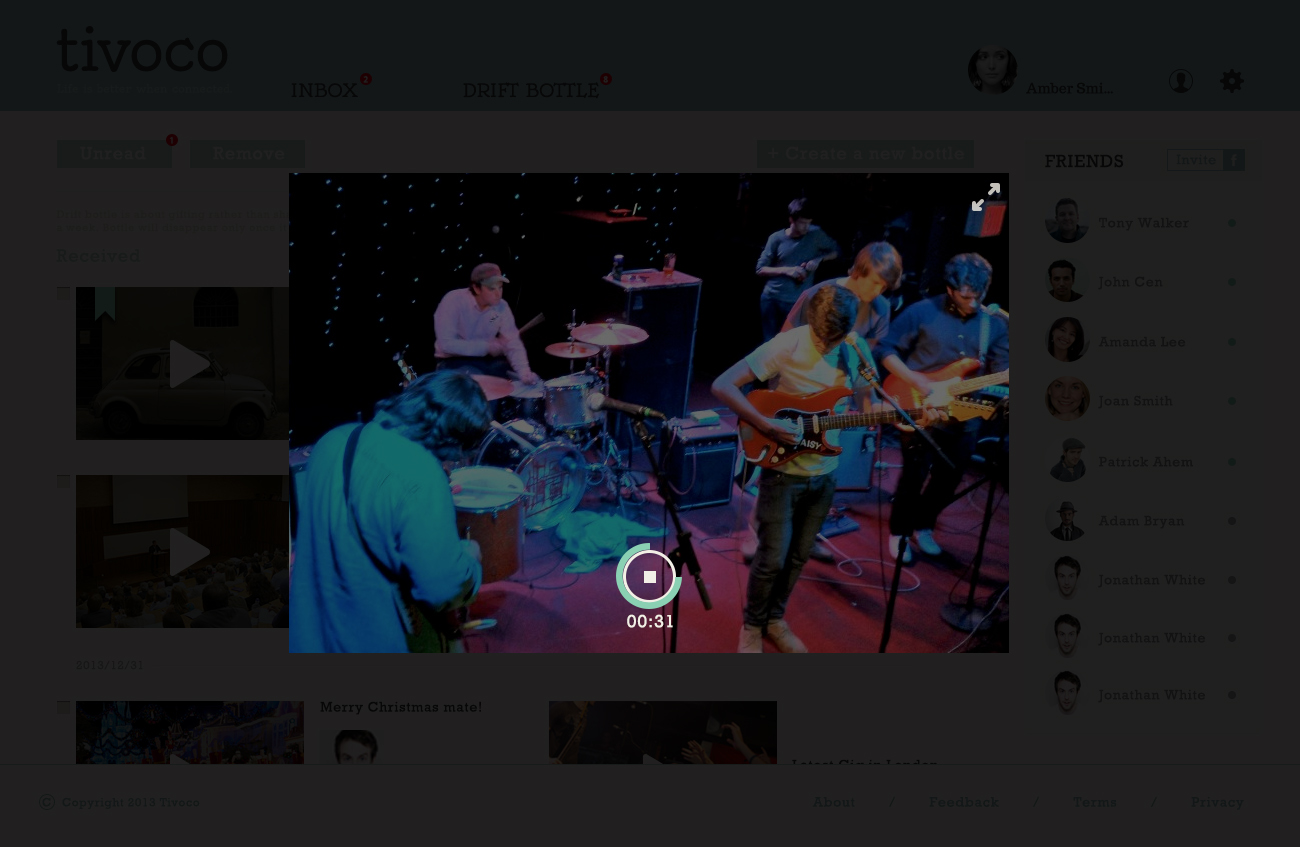 tivoco
INBOX 2
DRIFT BOTTLE 8
Amber Smi...
Unread 1
Remove
+ Create a new bottle
FRIENDS
Invite f
Received
Tony Walker
John Cen
Amanda Lee
Joan Smith
Patrick Ahem
Adam Bryan
Jonathan White
Jonathan White
Jonathan White
AISY
00:31
2013/12/31
Merry Christmas mate!
Latest Gig in London
© Copyright 2013 Tivoco
About / Feedback / Terms / Privacy